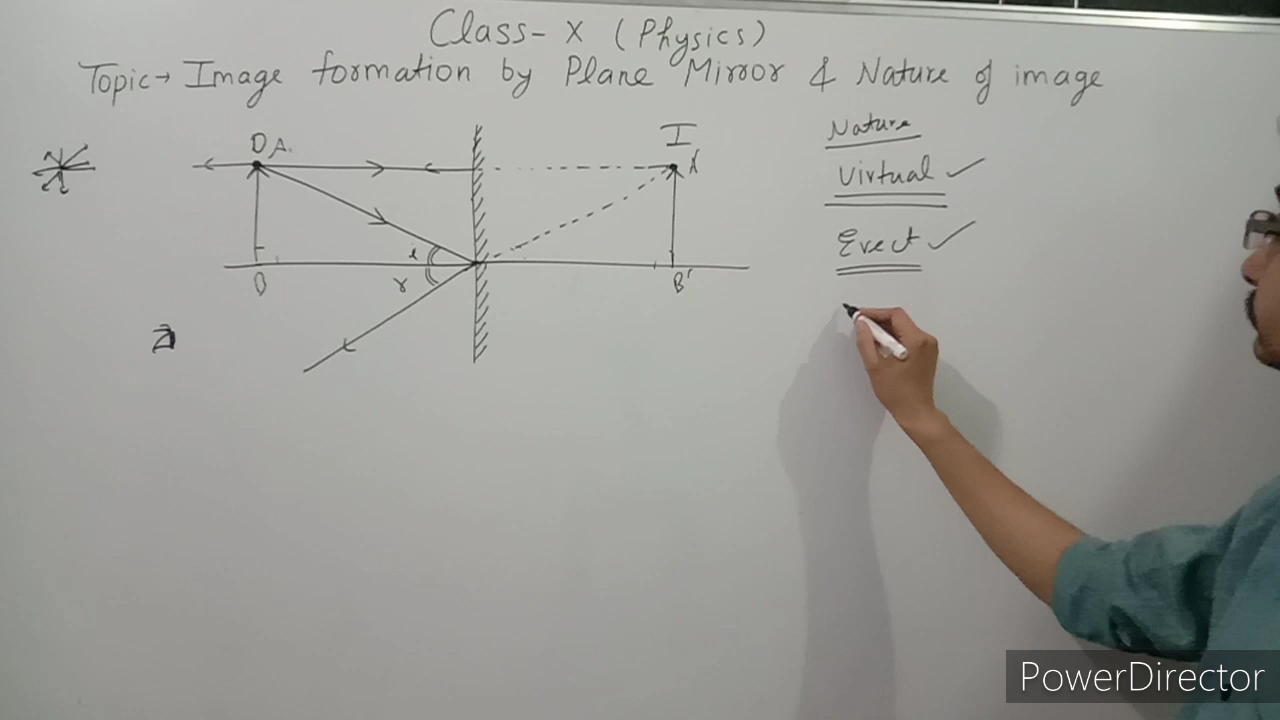 Class- X (Physics)
Topic→ Image formation by Plane Mirror & Nature of image
O A.
I
Nature
Virtual ✓
Erect ✓
i
r
B'
PowerDirector